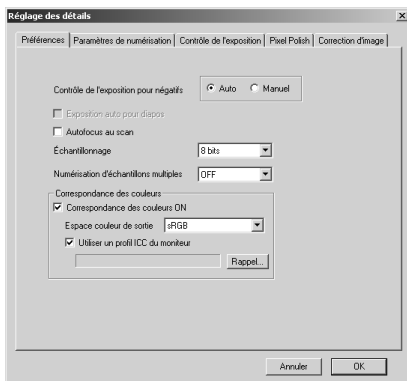 Réglage des détails
Préférences Paramètres de numérisation Contrôle de l'exposition Pixel Polish Correction d'image
Contrôle de l'exposition pour négatifs Auto Manuel
Exposition auto pour diapos
Autofocus au scan
Échantillonnage 8 bits
Numérisation d'échantillons multiples OFF
Correspondance des couleurs
Correspondance des couleurs ON
Espace couleur de sortie sRGB
Utiliser un profil ICC du moniteur
Rappel...
Annuler OK